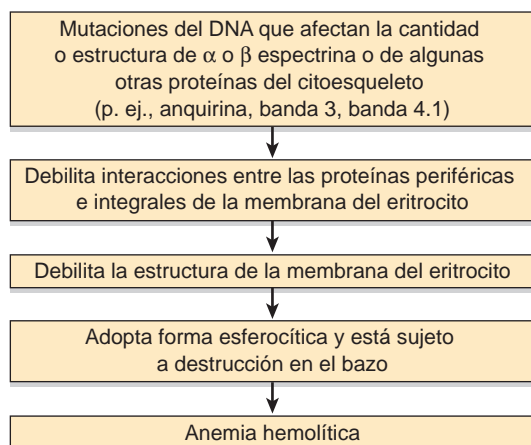 Mutaciones del DNA que afectan la cantidad
o estructura de α o β espectrina o de algunas
otras proteínas del citoesqueleto
(p. ej., anquirina, banda 3, banda 4.1)
Debilita interacciones entre las proteínas periféricas
e integrales de la membrana del eritrocito
Debilita la estructura de la membrana del eritrocito
Adopta forma esferocítica y está sujeto
a destrucción en el bazo
Anemia hemolítica